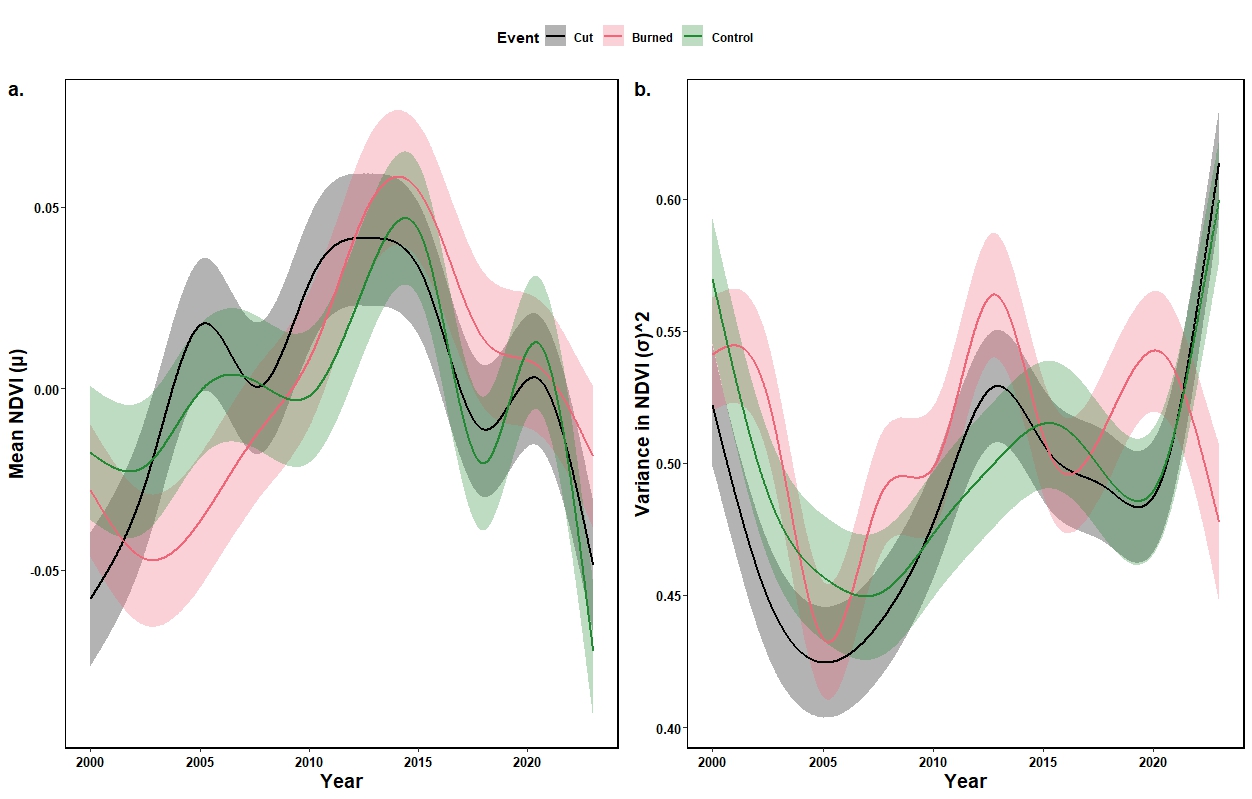 Event Cut Burned Control
a.
b.
Mean NDVI (µ)
0.05
0.00
-0.05
2000 2005 2010 2015 2020
Year
Variance in NDVI (σ)^2
0.60
0.55
0.50
0.45
0.40
2000 2005 2010 2015 2020
Year